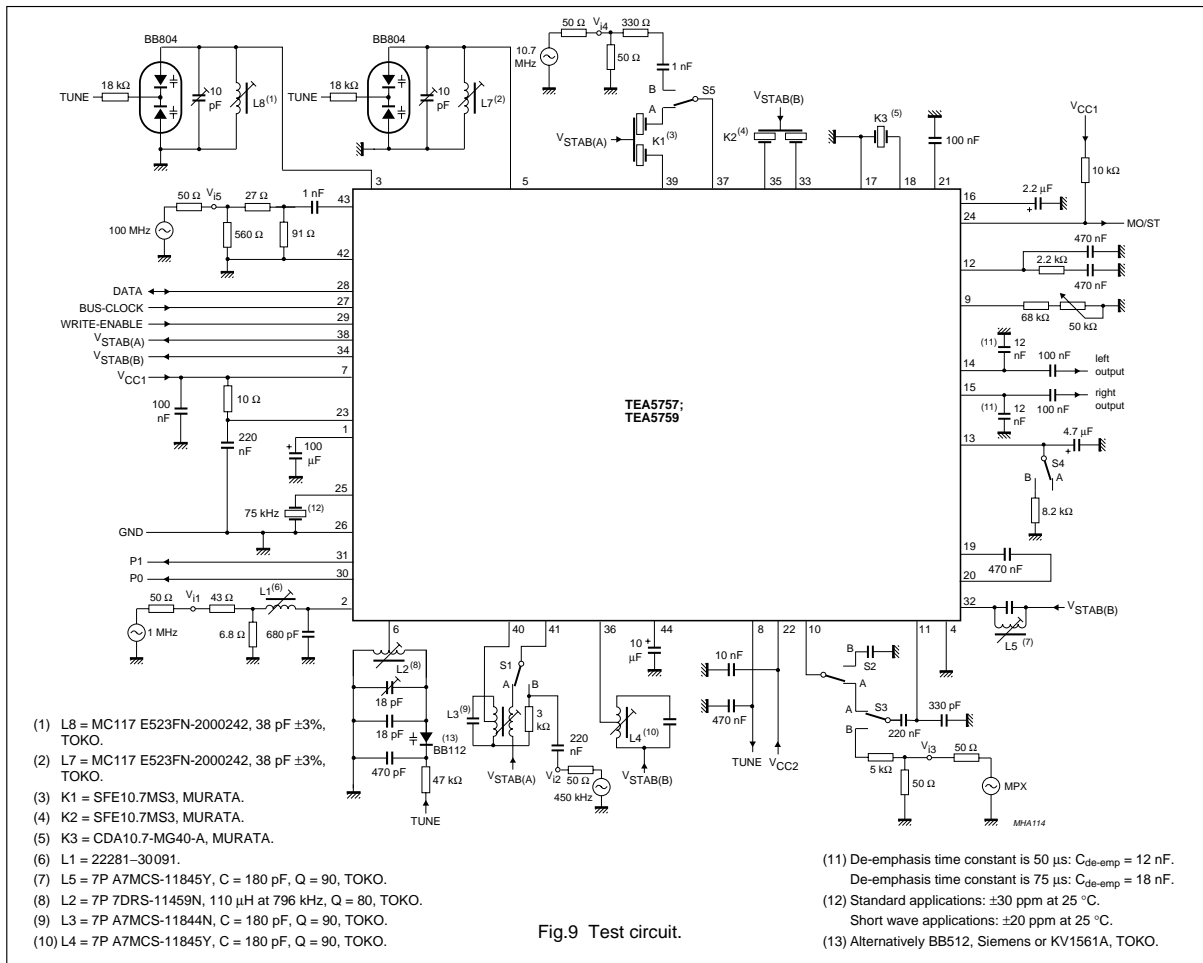 BB804
BB804
18 kΩ
TUNE
10
pF
L8(1)
18 kΩ
TUNE
10
pF
L7(2)
50 Ω
Vi4
330 Ω
10.7
MHz
50 Ω
1 nF
B
A
S5
VSTAB(A)
K1(3)
VSTAB(B)
K2(4)
K3(5)
100 nF
VCC1
10 kΩ
3
5
39
37
35
33
17
18
21
50 Ω
Vi5
27 Ω
1 nF
43
100 MHz
560 Ω
91 Ω
42
DATA
28
BUS-CLOCK
27
WRITE-ENABLE
29
VSTAB(A)
38
VSTAB(B)
34
VCC1
7
100
nF
10 Ω
23
220
nF
1
100
µF
25
75 kHz
(12)
GND
26
P1
31
P0
30
50 Ω
Vi1
43 Ω
L1(6)
2
1 MHz
6.8 Ω
680 pF
TEA5757;
TEA5759
16
2.2 µF
24
MO/ST
470 nF
12
2.2 kΩ
470 nF
9
68 kΩ
50 kΩ
(11)
12
nF
14
100 nF
left
output
15
right
output
(11)
12
nF
100 nF
13
4.7 µF
S4
B
A
8.2 kΩ
19
470 nF
20
32
VSTAB(B)
L5(7)
6
40
41
36
44
8
22
10
11
4
L2(8)
18 pF
18 pF
(13)
BB112
470 pF
47 kΩ
TUNE
S1
A
B
L3(9)
3
kΩ
VSTAB(A)
220
nF
Vi2
50 Ω
450 kHz
10
µF
L4(10)
VSTAB(B)
10 nF
470 nF
TUNE
VCC2
B
S2
A
A
S3
B
220 nF
330 pF
Vi3
5 kΩ
50 Ω
50 Ω
MPX
MHA114
(1) L8 = MC117 E523FN-2000242, 38 pF ±3%,
TOKO.
(2) L7 = MC117 E523FN-2000242, 38 pF ±3%,
TOKO.
(3) K1 = SFE10.7MS3, MURATA.
(4) K2 = SFE10.7MS3, MURATA.
(5) K3 = CDA10.7-MG40-A, MURATA.
(6) L1 = 22281−30091.
(7) L5 = 7P A7MCS-11845Y, C = 180 pF, Q = 90, TOKO.
(8) L2 = 7P 7DRS-11459N, 110 µH at 796 kHz, Q = 80, TOKO.
(9) L3 = 7P A7MCS-11844N, C = 180 pF, Q = 90, TOKO.
(10) L4 = 7P A7MCS-11845Y, C = 180 pF, Q = 90, TOKO.
(11) De-emphasis time constant is 50 µs: Cde-emp = 12 nF.
De-emphasis time constant is 75 µs: Cde-emp = 18 nF.
(12) Standard applications: ±30 ppm at 25 °C.
Short wave applications: ±20 ppm at 25 °C.
(13) Alternatively BB512, Siemens or KV1561A, TOKO.
Fig.9 Test circuit.